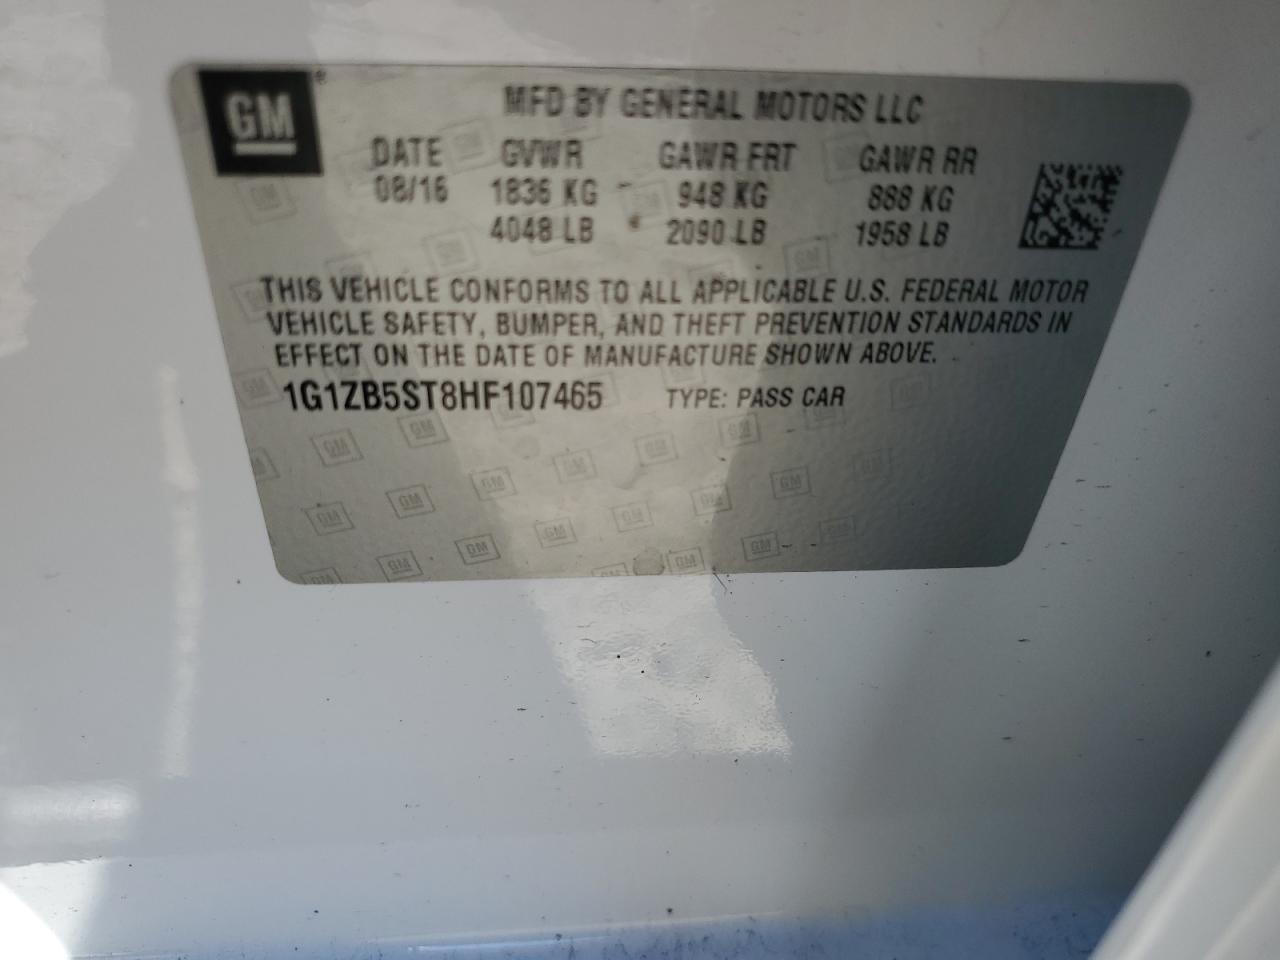 GM ®
MFD BY GENERAL MOTORS LLC
DATE GVWR GAWR FRT GAWR RR
08/16 1836 KG 948 KG 888 KG
4048 LB 2090 LB 1958 LB
THIS VEHICLE CONFORMS TO ALL APPLICABLE U.S. FEDERAL MOTOR
VEHICLE SAFETY, BUMPER, AND THEFT PREVENTION STANDARDS IN
EFFECT ON THE DATE OF MANUFACTURE SHOWN ABOVE.
1G1ZB5ST8HF107465 TYPE: PASS CAR